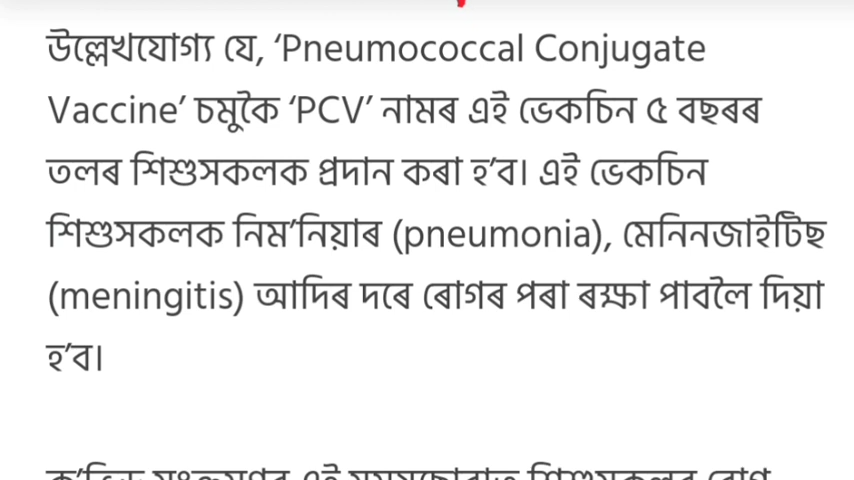 উল্লেখযোগ্য যে, ‘Pneumococcal Conjugate
Vaccine’ চমুকৈ ‘PCV’ নামৰ এই ভেকচিন ৫ বছৰৰ
তলৰ শিশুসকলক প্ৰদান কৰা হ’ব। এই ভেকচিন
শিশুসকলক নিম’নিয়াৰ (pneumonia), মেনিনজাইটিছ
(meningitis) আদিৰ দৰে ৰোগৰ পৰা ৰক্ষা পাবলৈ দিয়া
হ’ব।